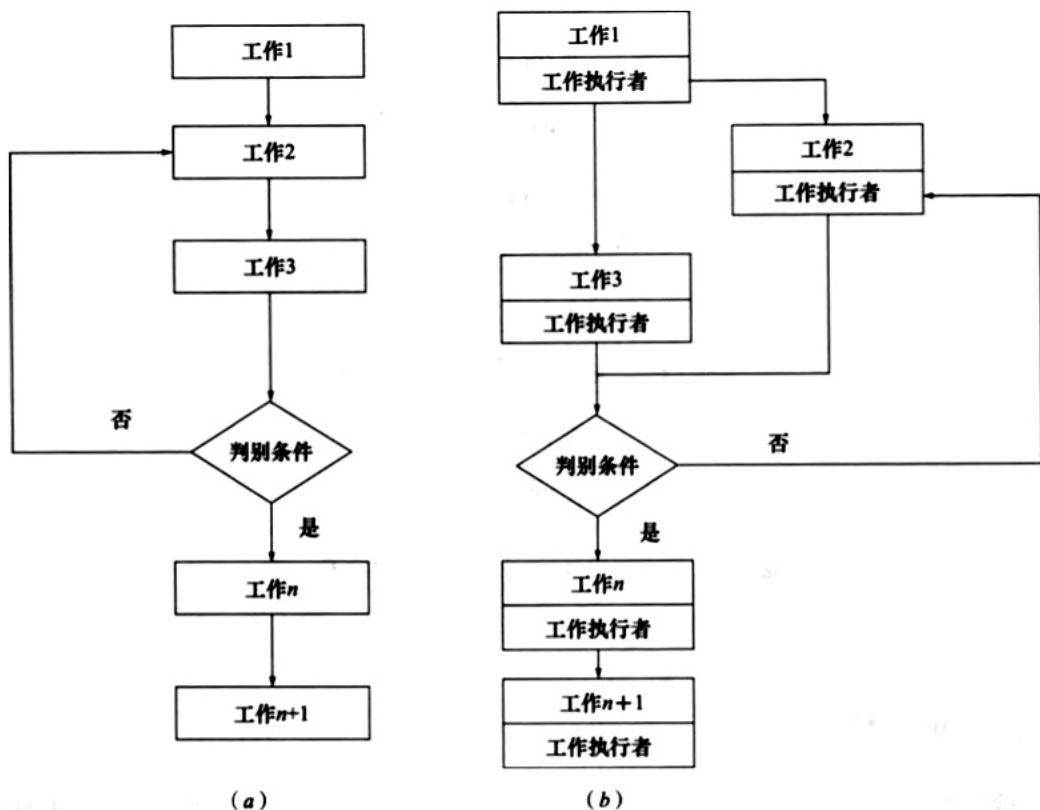 工作1
工作2
工作3
否
判别条件
是
工作n
工作n+1
(a)
工作1
工作执行者
工作2
工作执行者
工作3
工作执行者
判别条件
否
是
工作n
工作执行者
工作n+1
工作执行者
(b)